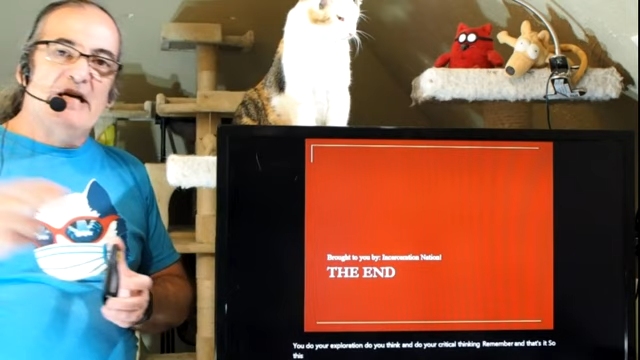 Brought to you by: Innovention Nation!
THE END
You do your exploration do you think and do your critical thinking Remember and that's it So
this